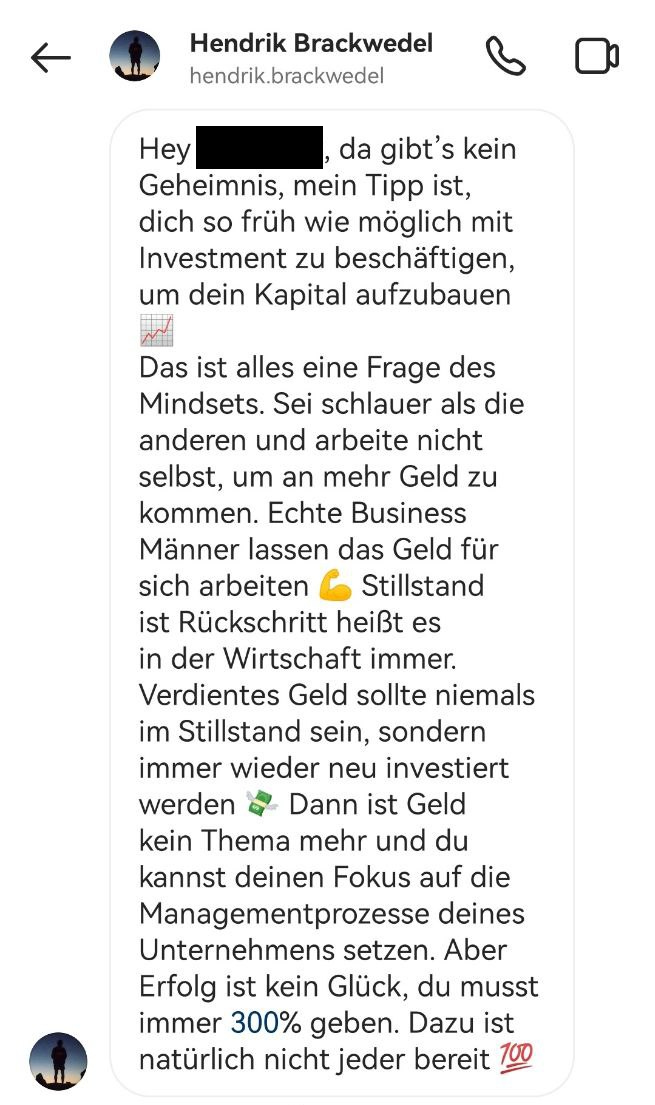 Hendrik Brackwedel
hendrik.brackwedel
Hey , da gibt’s kein
Geheimnis, mein Tipp ist,
dich so früh wie möglich mit
Investment zu beschäftigen,
um dein Kapital aufzubauen
📈
Das ist alles eine Frage des
Mindsets. Sei schlauer als die
anderen und arbeite nicht
selbst, um an mehr Geld zu
kommen. Echte Business
Männer lassen das Geld für
sich arbeiten 💪 Stillstand
ist Rückschritt heißt es
in der Wirtschaft immer.
Verdientes Geld sollte niemals
im Stillstand sein, sondern
immer wieder neu investiert
werden 💸 Dann ist Geld
kein Thema mehr und du
kannst deinen Fokus auf die
Managementprozesse deines
Unternehmens setzen. Aber
Erfolg ist kein Glück, du musst
immer 300% geben. Dazu ist
natürlich nicht jeder bereit 💯